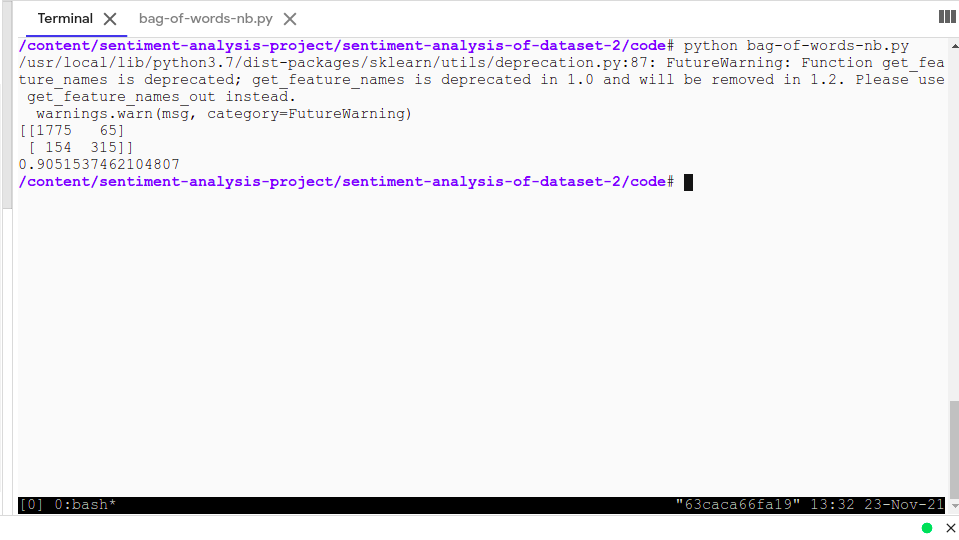 Terminal bag-of-words-nb.py
/content/sentiment-analysis-project/sentiment-analysis-of-dataset-2/code# python bag-of-words-nb.py
/usr/local/lib/python3.7/dist-packages/sklearn/utils/deprecation.py:87: FutureWarning: Function get_fea
ture_names is deprecated; get_feature_names is deprecated in 1.0 and will be removed in 1.2. Please use
 get_feature_names_out instead.
  warnings.warn(msg, category=FutureWarning)
[[1775   65]
 [ 154  315]]
0.9051537462104807
/content/sentiment-analysis-project/sentiment-analysis-of-dataset-2/code#
[0] 0:bash* "63caca66fa19" 13:32 23-Nov-21